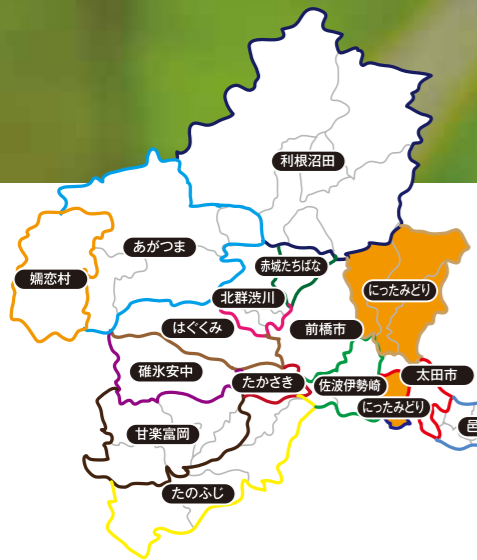 利根沼田
あがつま
赤城たちばな
嬬恋村
にったみどり
北群渋川
はぐくみ
前橋市
碓氷安中
たかさき
佐波伊勢崎
太田市
にったみどり
甘楽富岡
邑
たのふじ